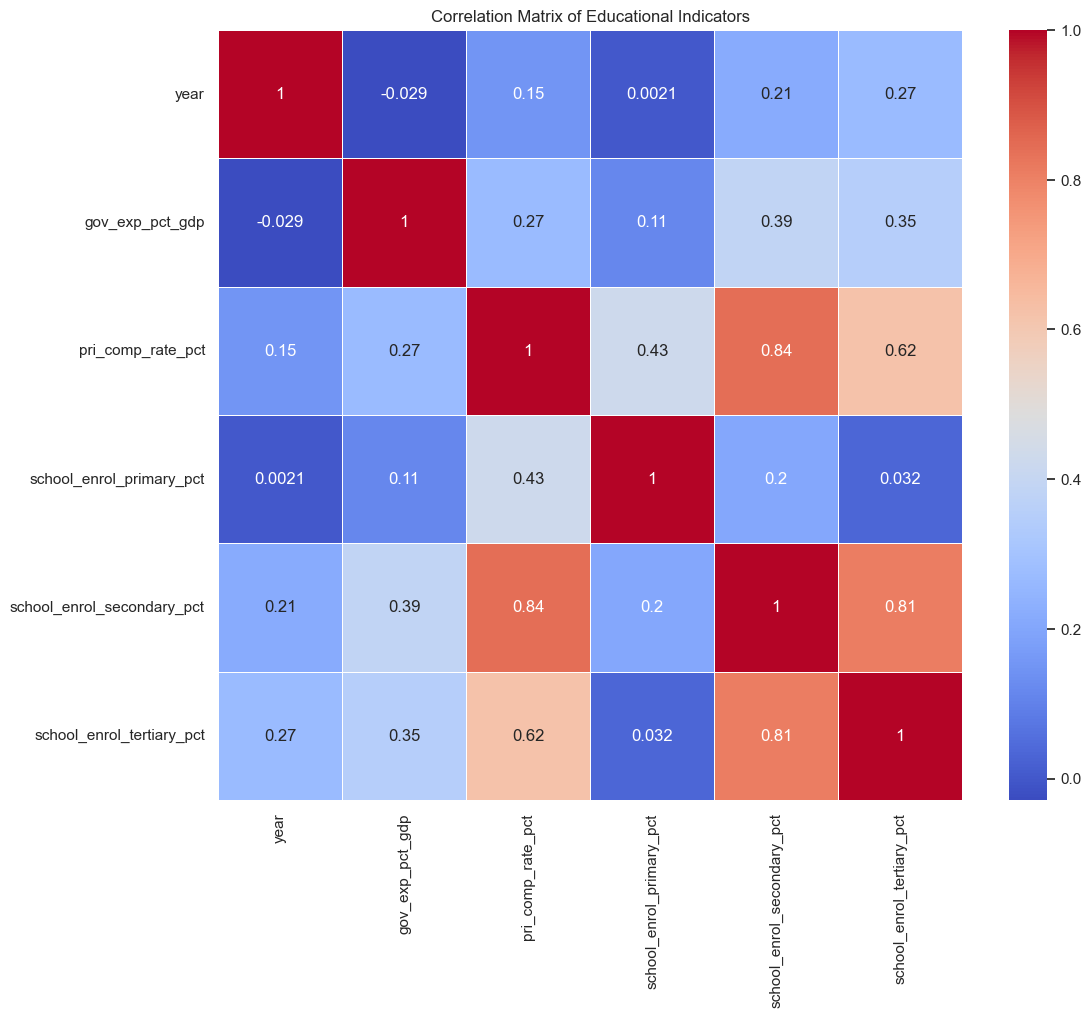 Correlation Matrix of Educational Indicators
year 1 -0.029 0.15 0.0021 0.21 0.27
gov_exp_pct_gdp -0.029 1 0.27 0.11 0.39 0.35
pri_comp_rate_pct 0.15 0.27 1 0.43 0.84 0.62
school_enrol_primary_pct 0.0021 0.11 0.43 1 0.2 0.032
school_enrol_secondary_pct 0.21 0.39 0.84 0.2 1 0.81
school_enrol_tertiary_pct 0.27 0.35 0.62 0.032 0.81 1
year
gov_exp_pct_gdp
pri_comp_rate_pct
school_enrol_primary_pct
school_enrol_secondary_pct
school_enrol_tertiary_pct
1.0
0.8
0.6
0.4
0.2
0.0